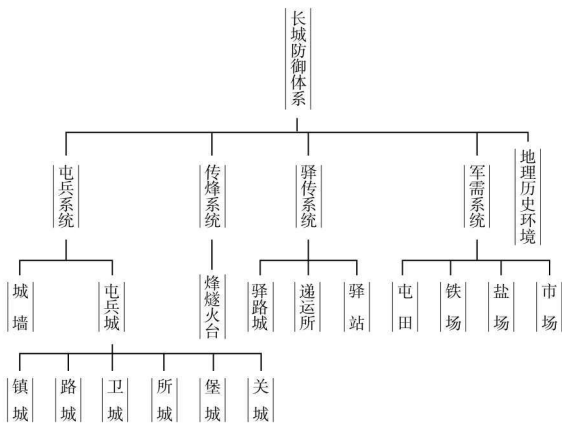 长城防御体系
屯兵系统
传烽系统
驿传系统
军需系统
地理历史环境
城墙
屯兵城
烽燧火台
驿路城
递运所
驿站
屯田
铁场
盐场
市场
镇城
路城
卫城
所城
堡城
关城